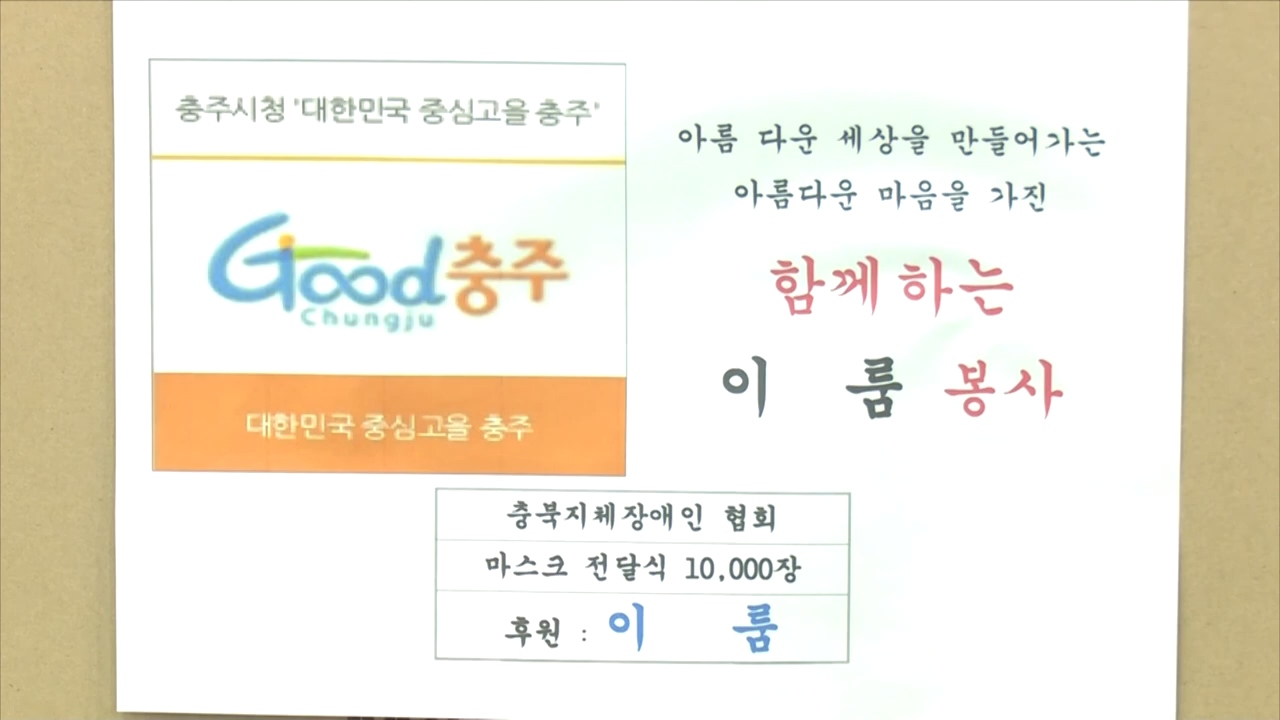 충주시청 '대한민국 중심고을 충주'
Good충주
Chungju
대한민국 중심고을 충주
아름 다운 세상을 만들어가는
아름다운 마음을 가진
함께하는
이 룸 봉사
충북지체장애인 협회
마스크 전달식 10,000장
후원 : 이 룸